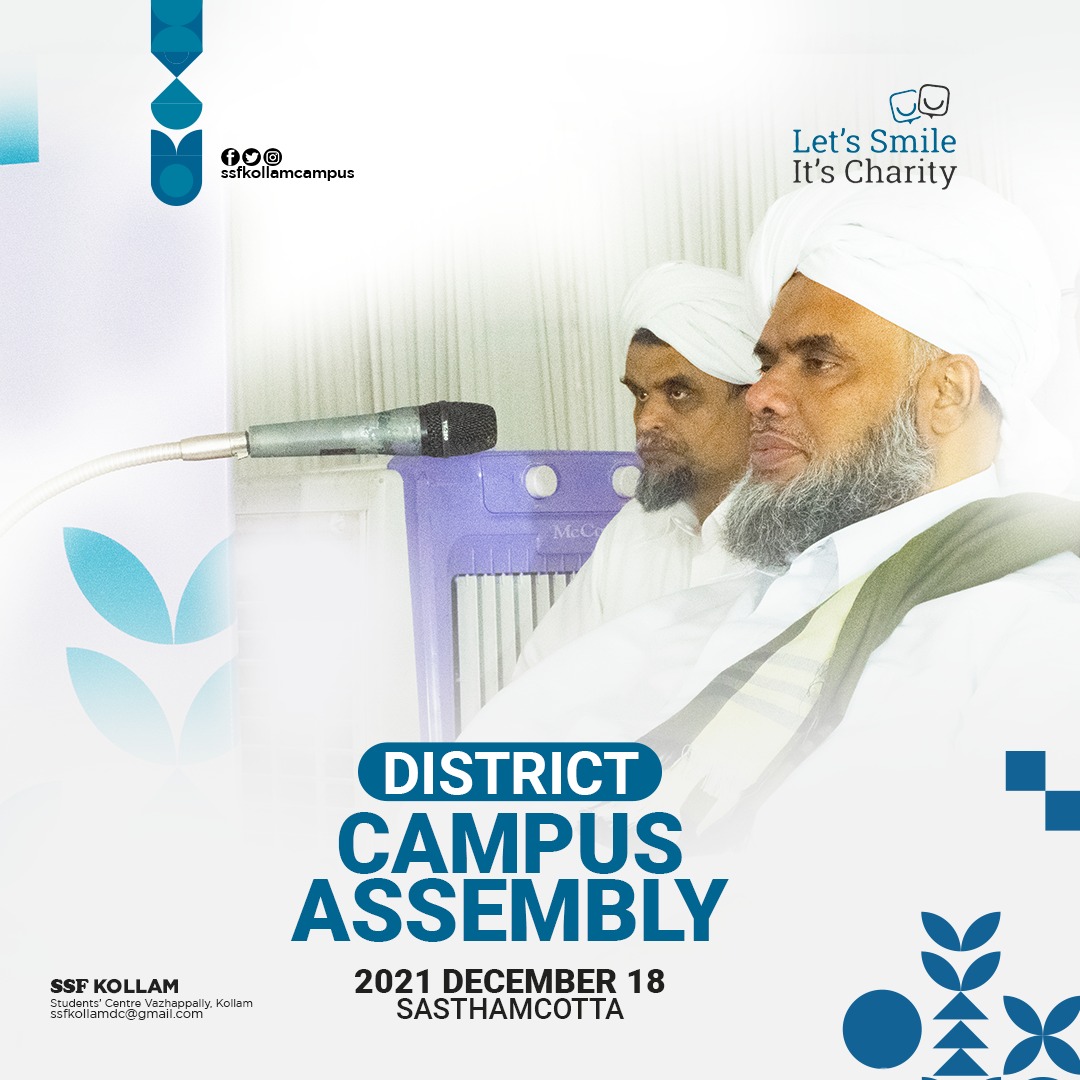 ssfkollamcampus
Let's Smile
It's Charity
DISTRICT
CAMPUS
ASSEMBLY
2021 DECEMBER 18
SASTHAMCOTTA
SSF KOLLAM
Students' Centre Vazhappally, Kollam
ssfkollamdc@gmail.com